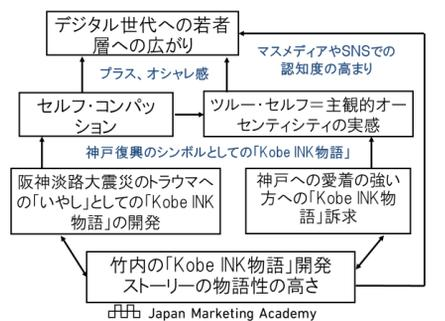 デジタル世代への若者
層への広がり
プラス、オシャレ感
マスメディアやSNSでの
認知度の高まり
セルフ・コンパッ
ション
ツルー・セルフ＝主観的オー
センティシティの実感
神戸復興のシンボルとしての「Kobe INK物語」
阪神淡路大震災のトラウマへ
の「いやし」としての「Kobe INK
物語」の開発
神戸への愛着の強い
方への「Kobe INK物
語」訴求
竹内の「Kobe INK物語」開発
ストーリーの物語性の高さ
Japan Marketing Academy